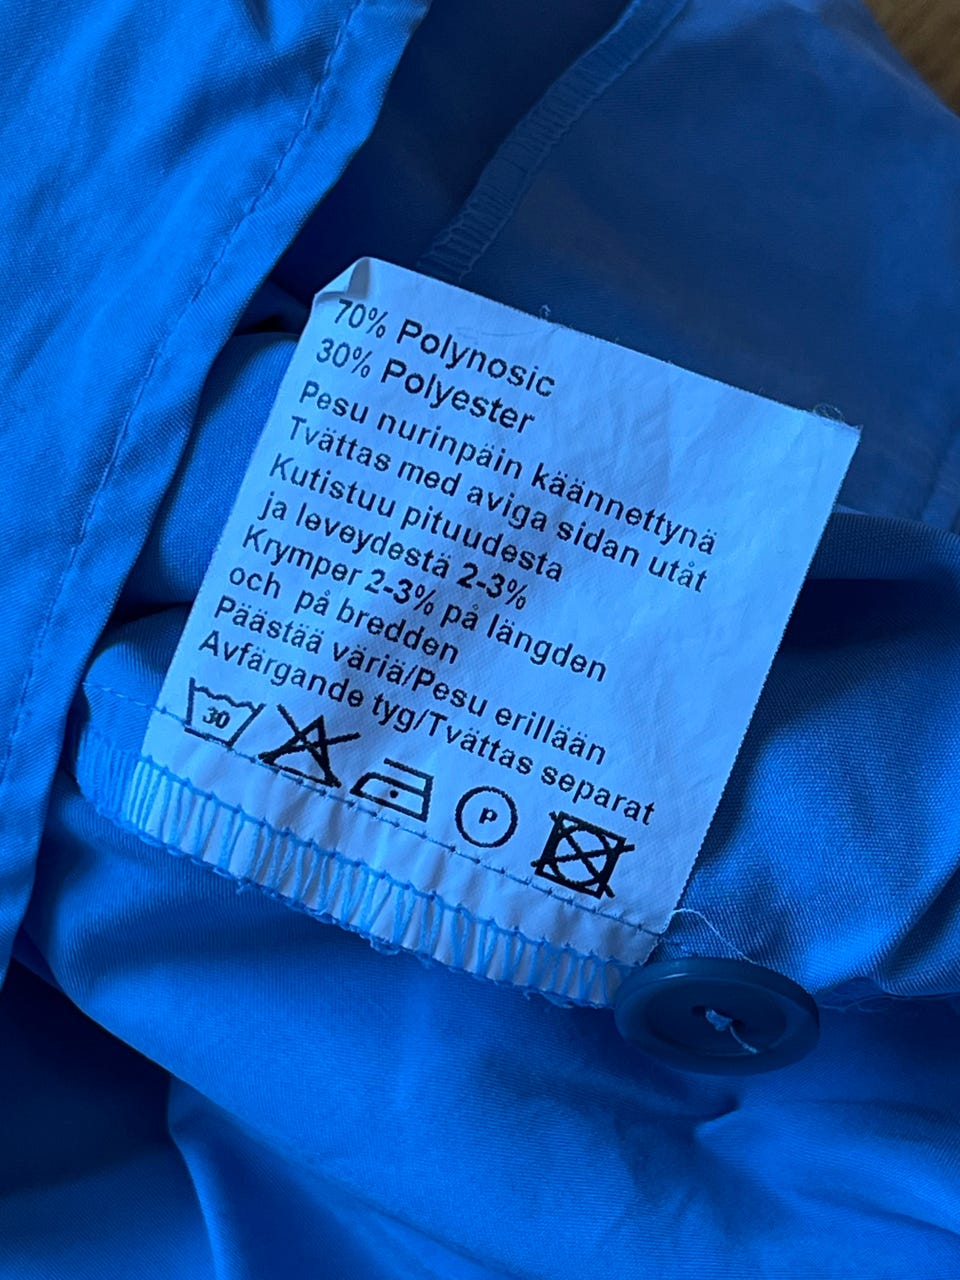 70% Polynosic
30% Polyester
Pesu nurinpäin käännettynä
Tvättas med aviga sidan utåt
Kutistuu pituudesta
ja leveydestä 2-3%
Krymper 2-3% på längden
och på bredden
Päästää väriä/Pesu erillään
Avfärgande tyg/Tvättas separat
30 P